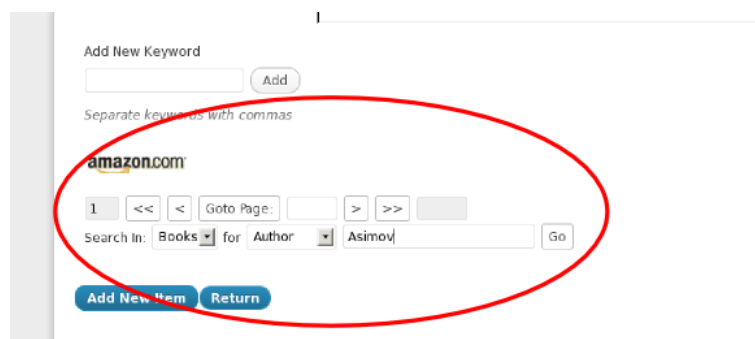 Add New Keyword
Add
Separate keywords with commas
amazon.com
1 << < Goto Page: > >>
Search In: Books for Author Asimov Go
Add New Item Return